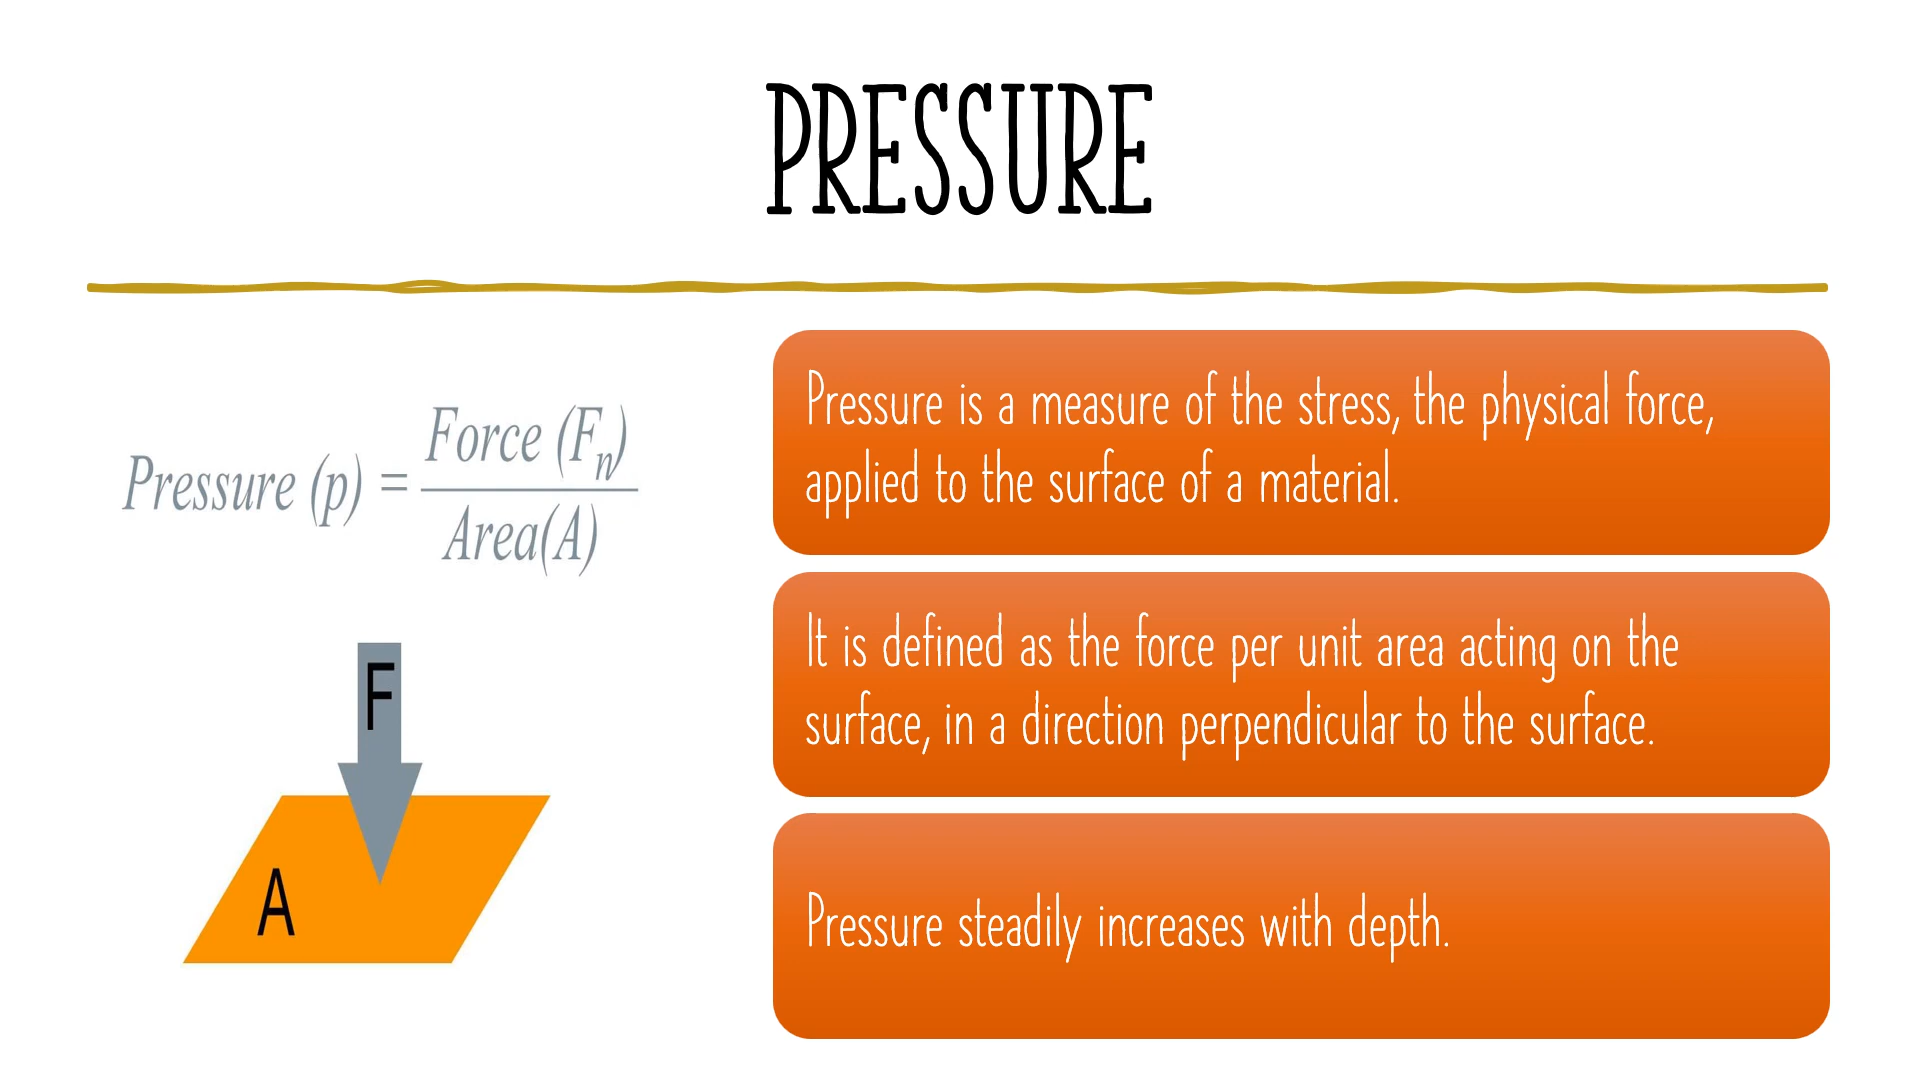 PRESSURE
Pressure (p) = Force (Fn) / Area(A)
F
A
Pressure is a measure of the stress, the physical force,
applied to the surface of a material.
It is defined as the force per unit area acting on the
surface, in a direction perpendicular to the surface.
Pressure steadily increases with depth.